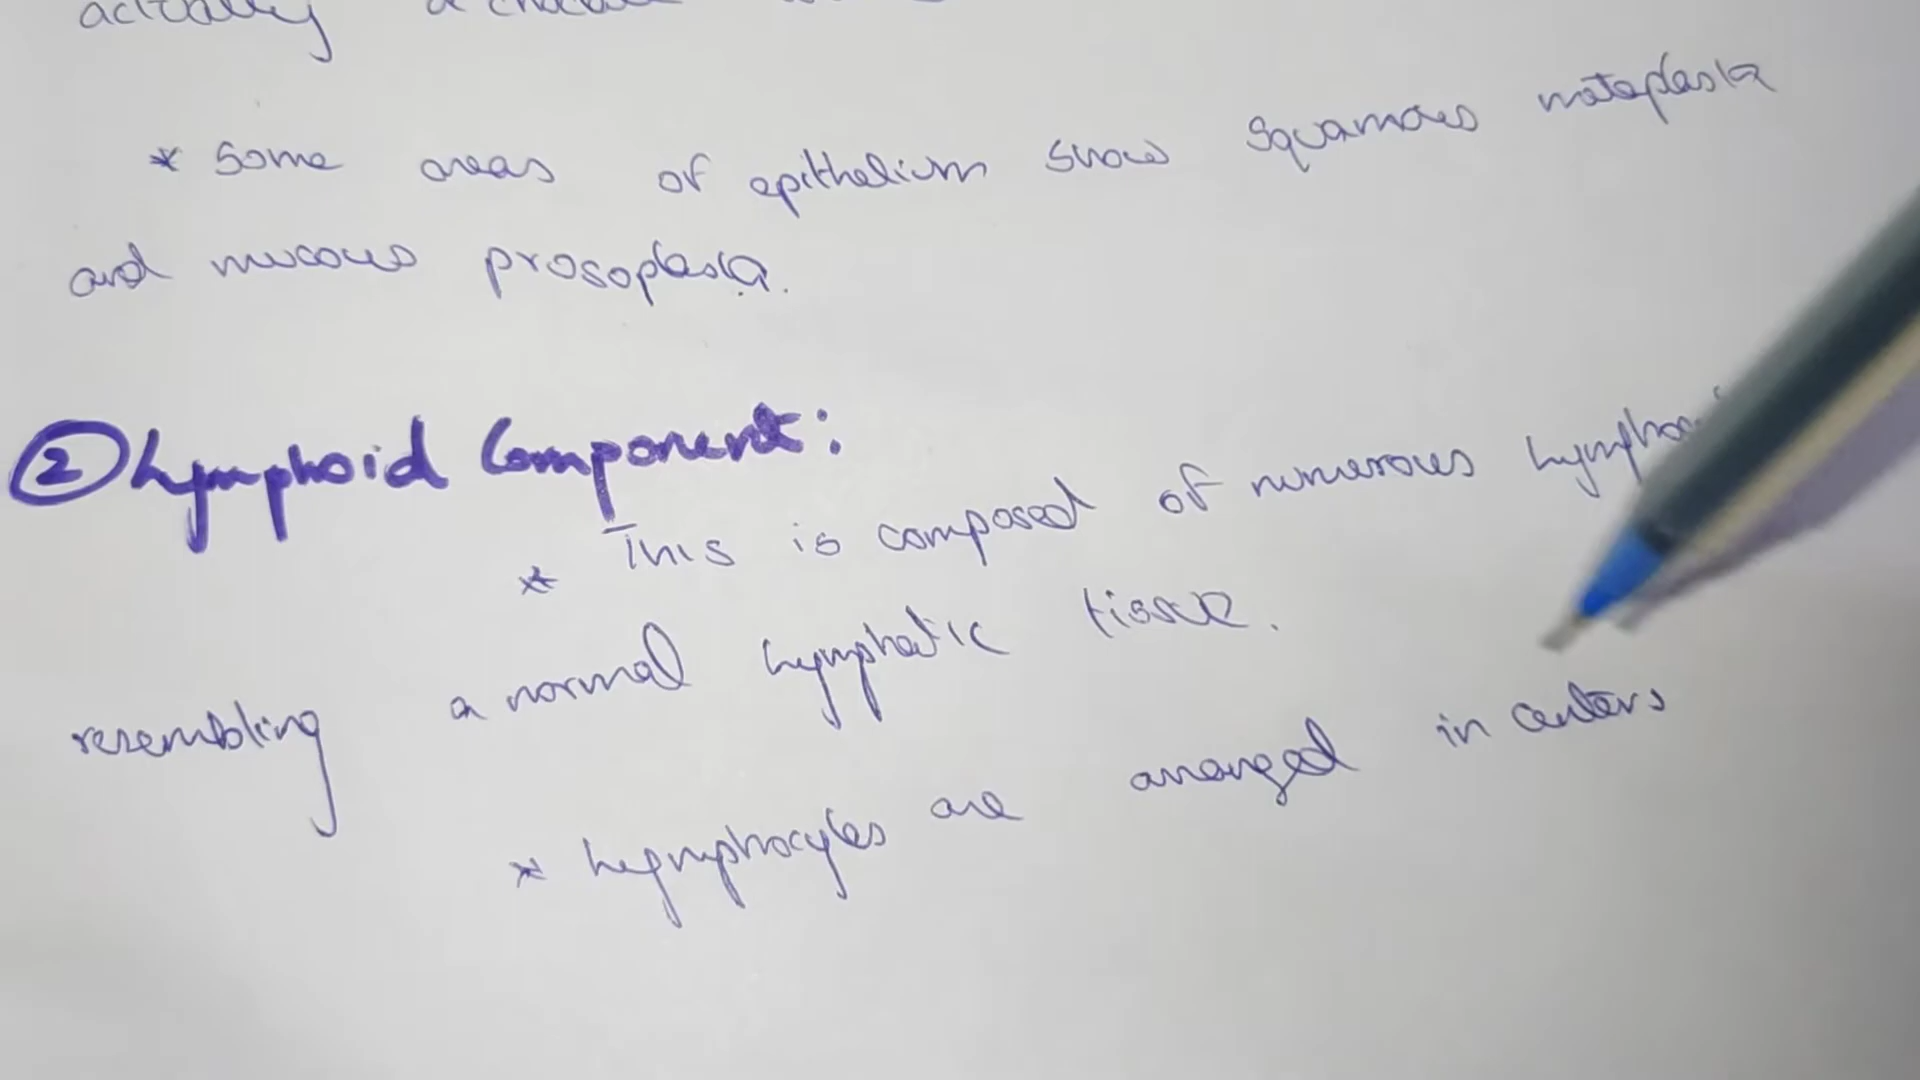 actually a
* Some areas of epithelium show squamous metaplasia
and mucous prosoplasia.
② Lymphoid Component:
* This is composed of numerous
resembling a normal lymphatic tissue.
* Lymphocytes are arranged in centers